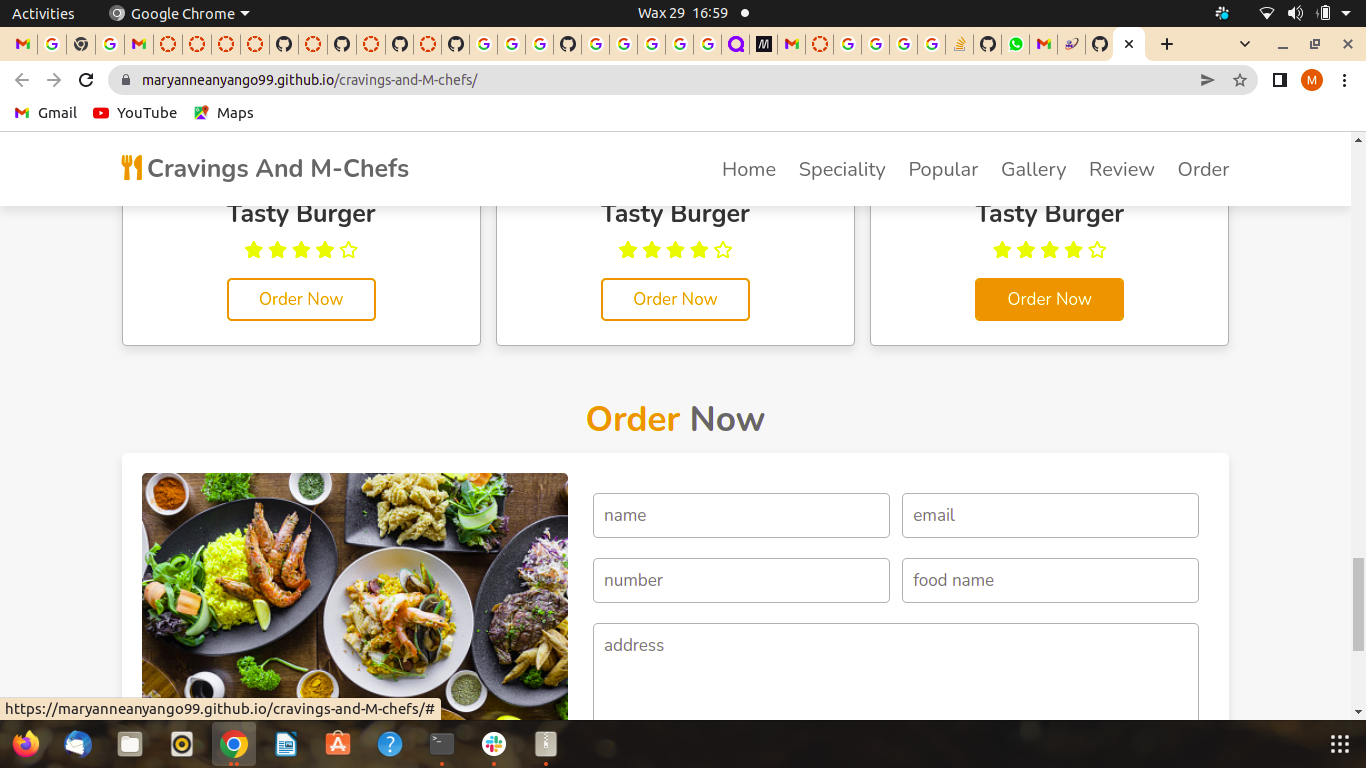 Activities
Google Chrome
Wax 29 16:59
maryanneanyango99.github.io/cravings-and-M-chefs/
M
Gmail
YouTube
Maps
Cravings And M-Chefs
Home Speciality Popular Gallery Review Order
Tasty Burger Tasty Burger Tasty Burger
Order Now Order Now Order Now
Order Now
name email
number food name
address
https://maryanneanyango99.github.io/cravings-and-M-chefs/#